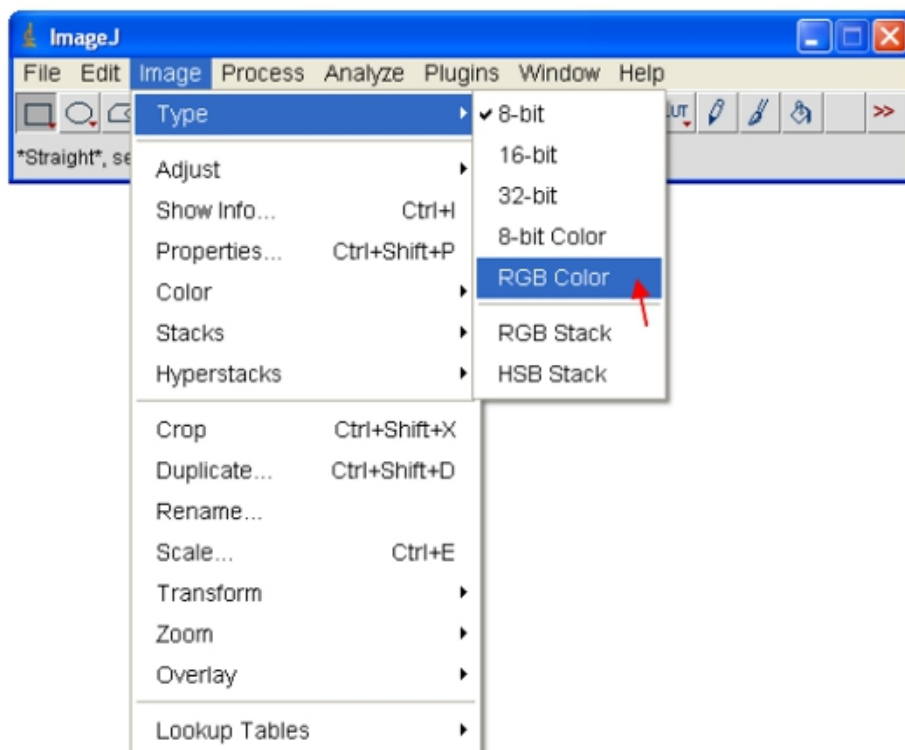 ImageJ
File Edit Image Process Analyze Plugins Window Help
*Straight*, se
Type
Adjust
Show Info... Ctrl+I
Properties... Ctrl+Shift+P
Color
Stacks
Hyperstacks
Crop Ctrl+Shift+X
Duplicate... Ctrl+Shift+D
Rename...
Scale... Ctrl+E
Transform
Zoom
Overlay
Lookup Tables
8-bit
16-bit
32-bit
8-bit Color
RGB Color
RGB Stack
HSB Stack
>>